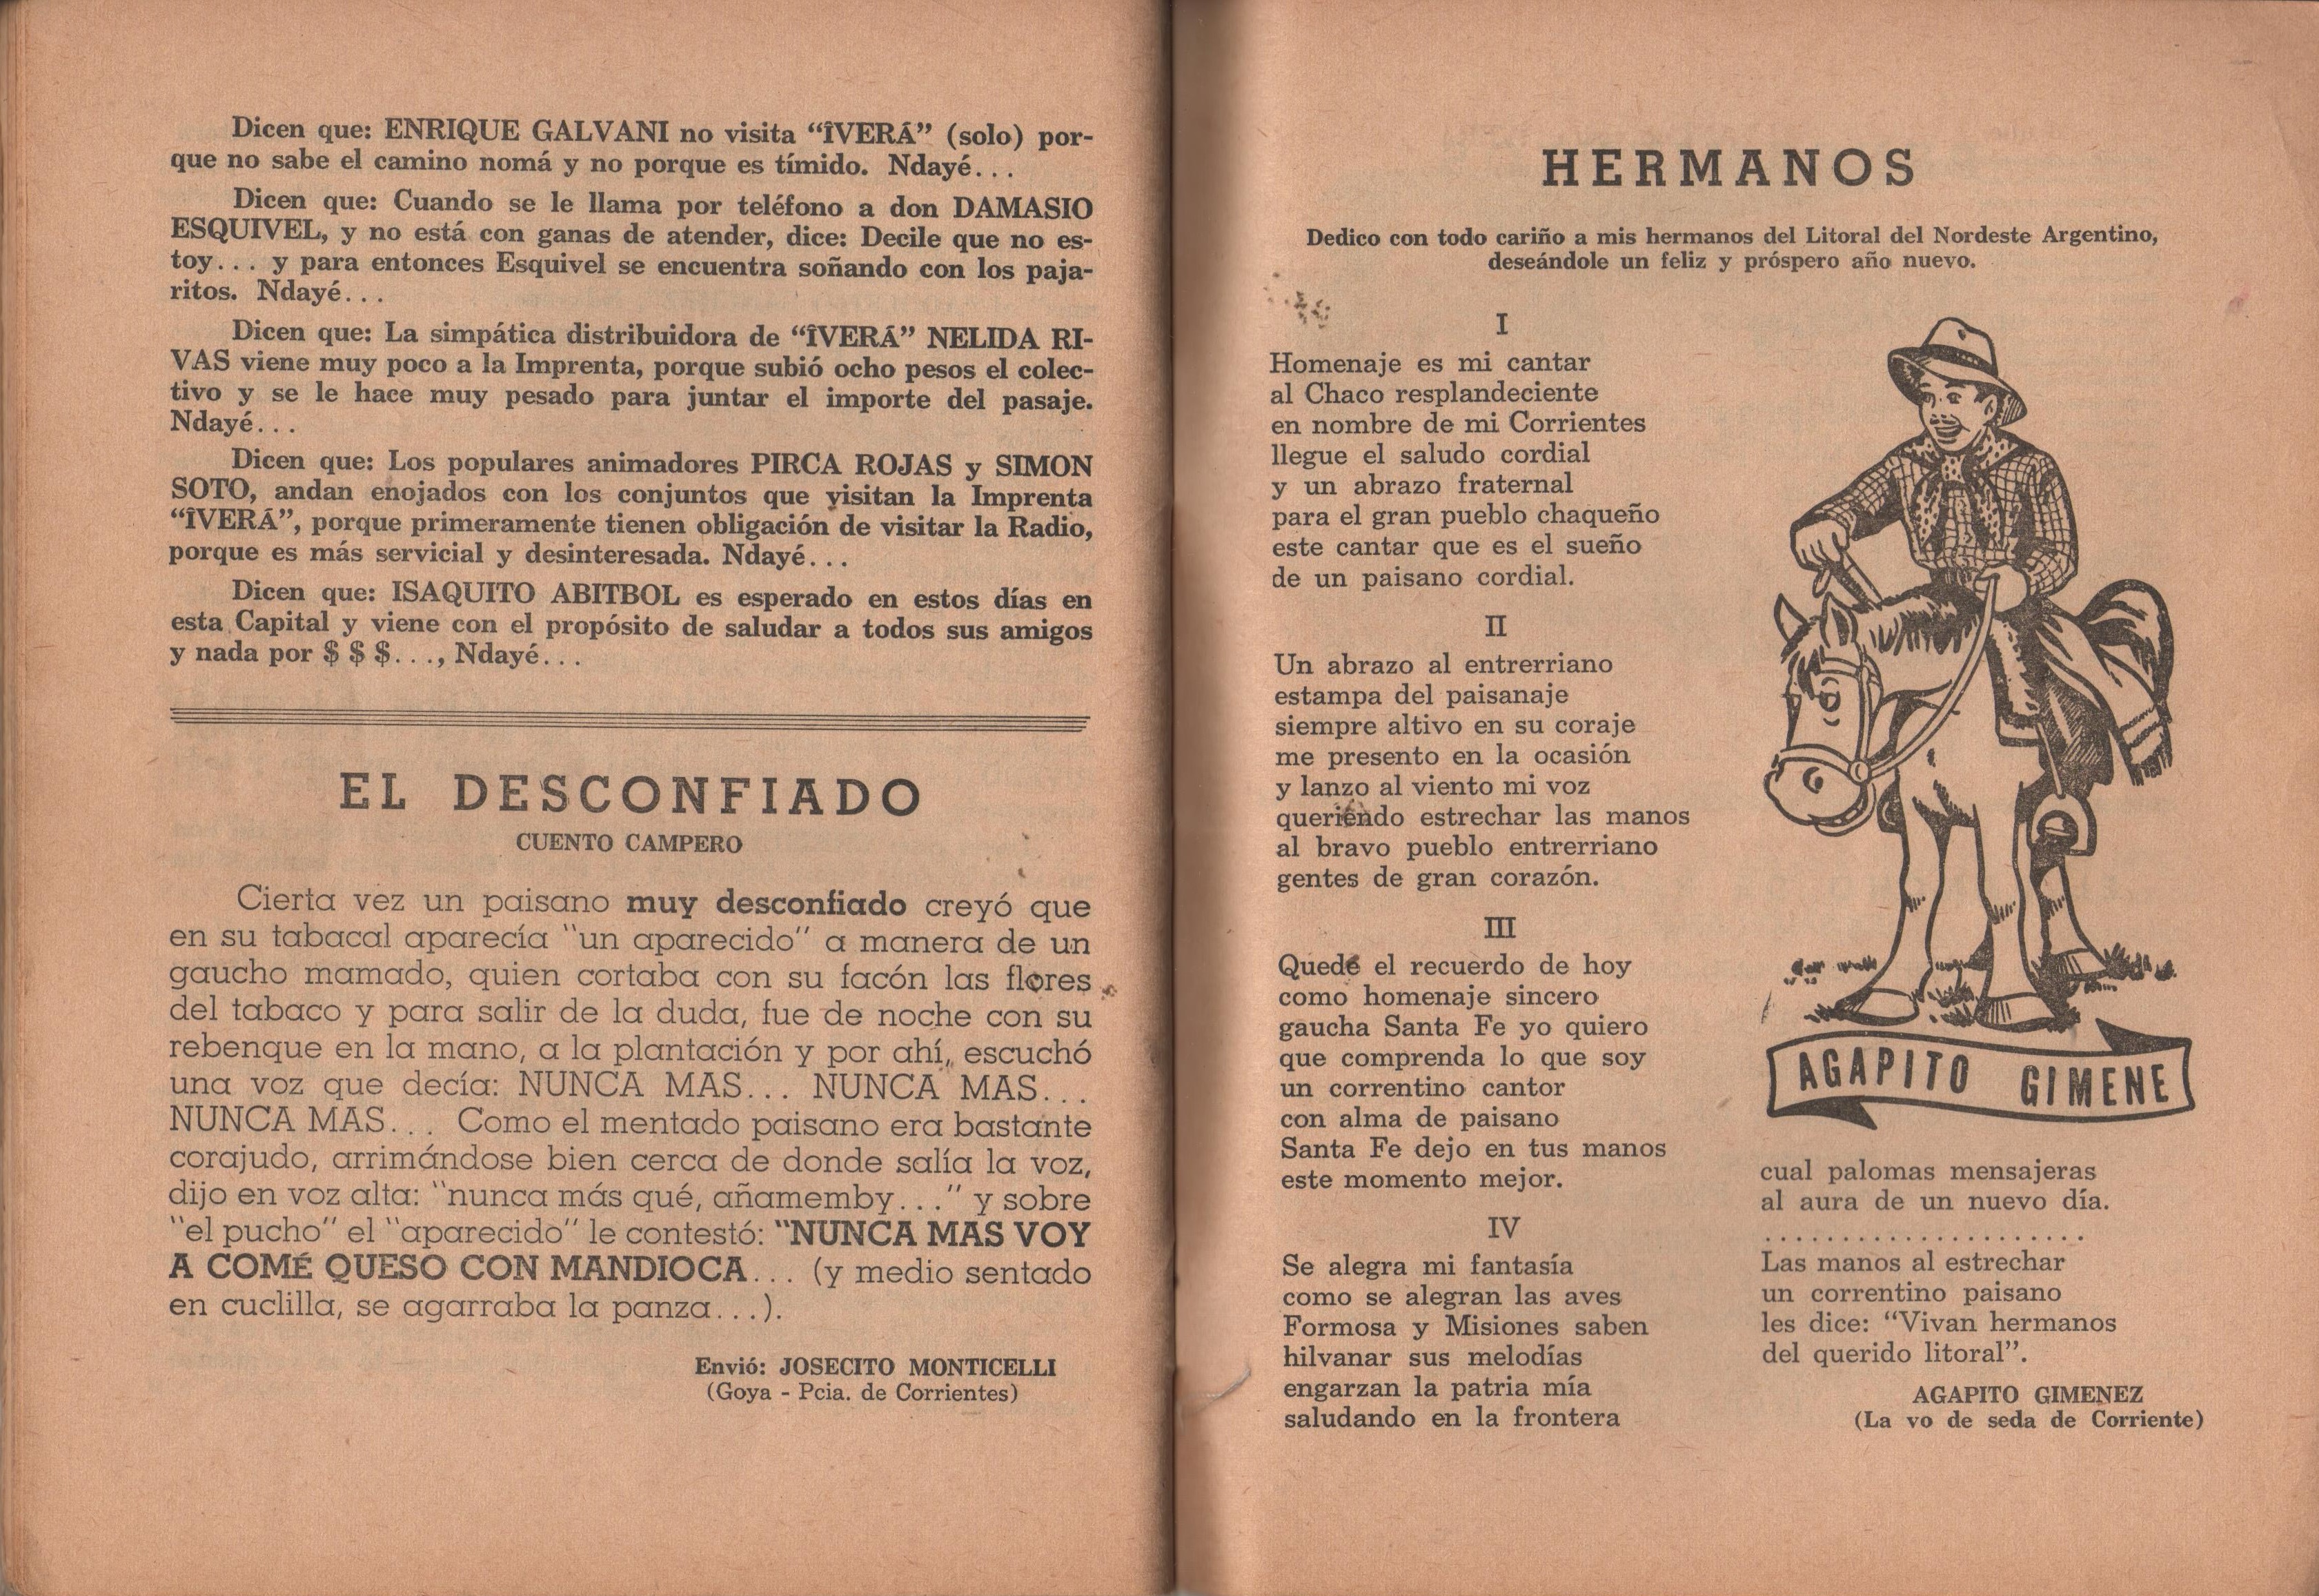 Dicen que: ENRIQUE GALVANI no visita “ÎVERÁ” (solo) por-
que no sabe el camino nomá y no porque es tímido. Ndayé...
Dicen que: Cuando se le llama por teléfono a don DAMASIO
ESQUIVEL, y no está con ganas de atender, dice: Decile que no es-
toy... y para entonces Esquivel se encuentra soñando con los paja-
ritos. Ndayé...
Dicen que: La simpática distribuidora de “ÎVERÁ” NELIDA RI-
VAS viene muy poco a la Imprenta, porque subió ocho pesos el colec-
tivo y se le hace muy pesado para juntar el importe del pasaje.
Ndayé...
Dicen que: Los populares animadores PIRCA ROJAS y SIMON
SOTO, andan enojados con los conjuntos que visitan la Imprenta
“ÎVERÁ”, porque primeramente tienen obligación de visitar la Radio,
porque es más servicial y desinteresada. Ndayé...
Dicen que: ISAQUITO ABITBOL es esperado en estos días en
esta Capital y viene con el propósito de saludar a todos sus amigos
y nada por $ $ $..., Ndayé...
EL DESCONFIADO
CUENTO CAMPERO
Cierta vez un paisano muy desconfiado creyó que
en su tabacal aparecía "un aparecido" a manera de un
gaucho mamado, quien cortaba con su facón las flores
del tabaco y para salir de la duda, fue de noche con su
rebenque en la mano, a la plantación y por ahí, escuchó
una voz que decía: NUNCA MAS... NUNCA MAS...
NUNCA MAS... Como el mentado paisano era bastante
corajudo, arrimándose bien cerca de donde salía la voz,
dijo en voz alta: "nunca más qué, añamemby..." y sobre
"el pucho" el "aparecido" le contestó: "NUNCA MAS VOY
A COMÉ QUESO CON MANDIOCA... (y medio sentado
en cuclilla, se agarraba la panza...).
Envió: JOSECITO MONTICELLI
(Goya - Pcia. de Corrientes)
HERMANOS
Dedico con todo cariño a mis hermanos del Litoral del Nordeste Argentino,
deseándole un feliz y próspero año nuevo.
I
Homenaje es mi cantar
al Chaco resplandeciente
en nombre de mi Corrientes
llegue el saludo cordial
y un abrazo fraternal
para el gran pueblo chaqueño
este cantar que es el sueño
de un paisano cordial.
II
Un abrazo al entrerriano
estampa del paisanaje
siempre altivo en su coraje
me presento en la ocasión
y lanzo al viento mi voz
queriendo estrechar las manos
al bravo pueblo entrerriano
gentes de gran corazón.
III
Quede el recuerdo de hoy
como homenaje sincero
gaucha Santa Fe yo quiero
que comprenda lo que soy
un correntino cantor
con alma de paisano
Santa Fe dejo en tus manos
este momento mejor.
IV
Se alegra mi fantasía
como se alegran las aves
Formosa y Misiones saben
hilvanar sus melodías
engarzan la patria mía
saludando en la frontera
AGAPITO GIMENE
cual palomas mensajeras
al aura de un nuevo día.
.....................
Las manos al estrechar
un correntino paisano
les dice: “Vivan hermanos
del querido litoral”.
AGAPITO GIMENEZ
(La vo de seda de Corriente)